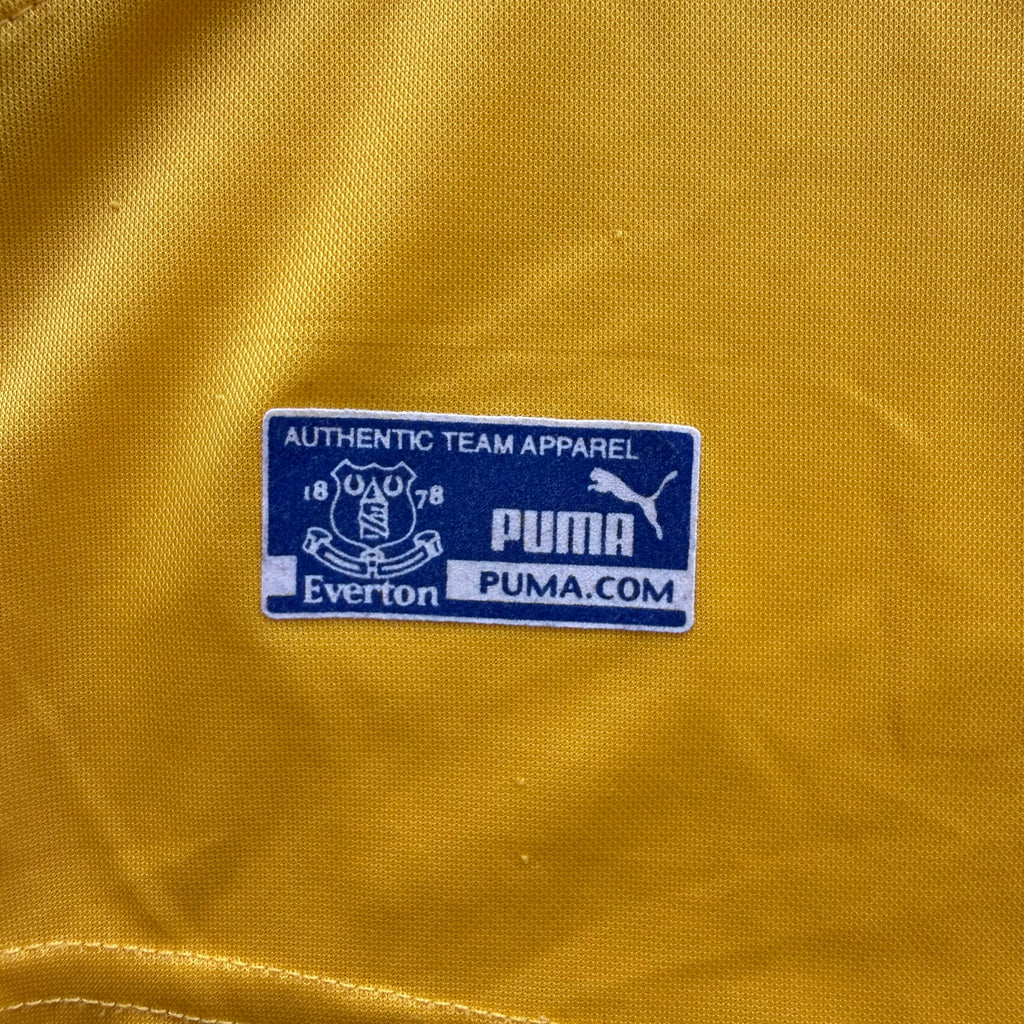 AUTHENTIC TEAM APPAREL
18 78
PUMA
Everton
PUMA.COM